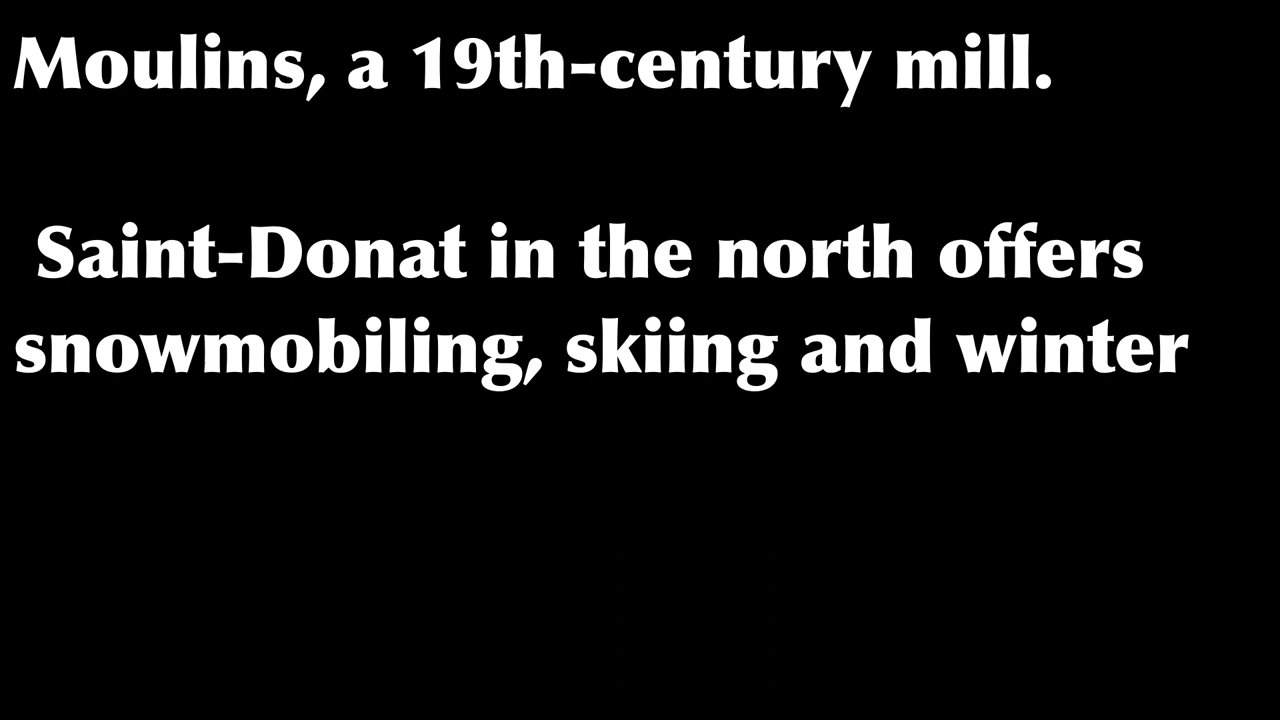 Moulins, a 19th-century mill.
Saint-Donat in the north offers
snowmobiling, skiing and winter